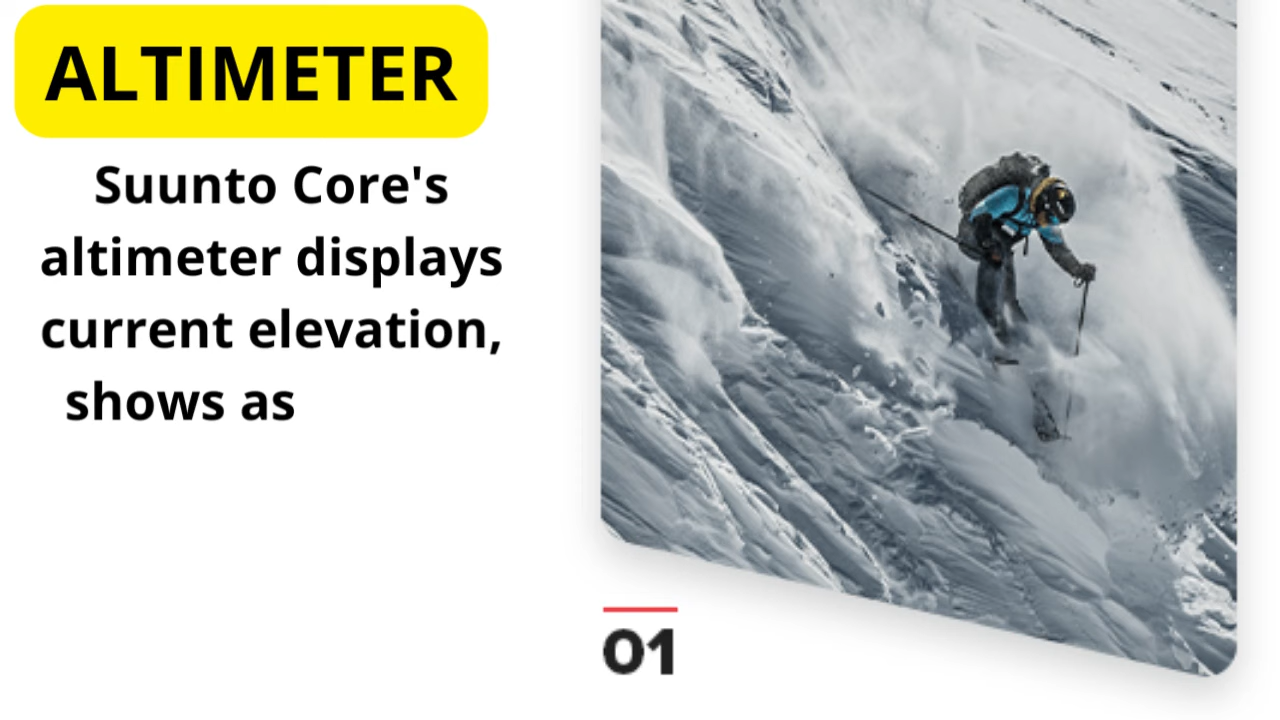 ALTIMETER
Suunto Core's
altimeter displays
current elevation,
shows as
01